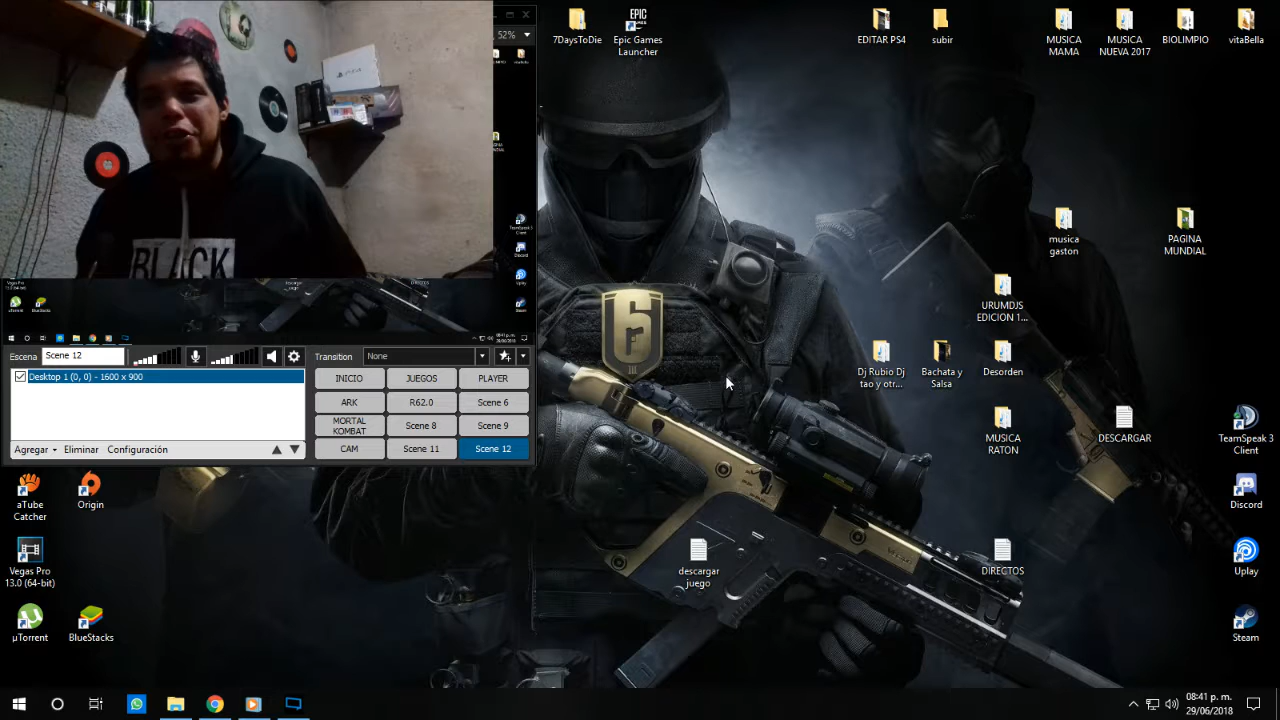 52%
7DaysToDie
Epic Games
Launcher
EPIC
GAMES
EDITAR PS4
subir
MUSICA
MAMA
MUSICA
NUEVA 2017
BIOLIMPIO
vitaBella
BLACK
musica
gaston
PAGINA
MUNDIAL
URUMDJS
EDICION 1...
6
Escena
Scene 12
Transition
None
Desktop 1 (0, 0) - 1600 x 900
INICIO
JUEGOS
PLAYER
ARK
R62.0
Scene 6
MORTAL
KOMBAT
Scene 8
Scene 9
CAM
Scene 11
Scene 12
Agregar
Eliminar
Configuración
Dj Rubio Dj
tao y otr...
Bachata y
Salsa
Desorden
MUSICA
RATON
DESCARGAR
TeamSpeak 3
Client
aTube
Catcher
Origin
Discord
Vegas Pro
13.0 (64-bit)
descargar
juego
DIRECTOS
Uplay
µTorrent
BlueStacks
Steam
08:41 p. m.
29/06/2018